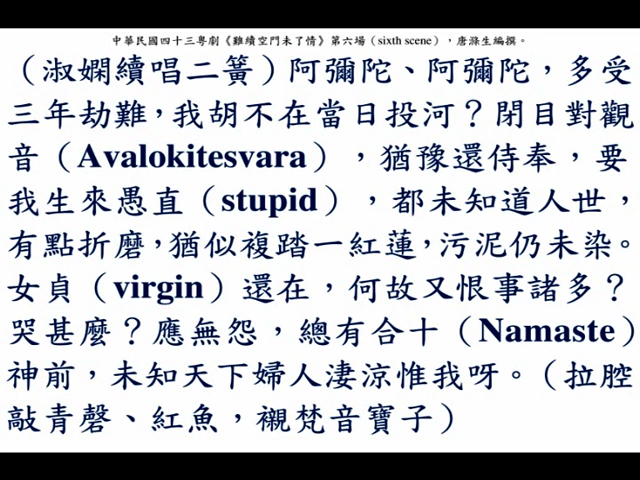 中華民國四十三粵劇《難續空門未了情》第六場（sixth scene），唐滌生編撰。
（淑嫻續唱二簧）阿彌陀、阿彌陀，多受
三年劫難，我胡不在當日投河？閉目對觀
音（Avalokitesvara），猶豫還侍奉，要
我生來愚直（stupid），都未知道人世，
有點折磨，猶似複踏一紅蓮，污泥仍未染。
女貞（virgin）還在，何故又恨事諸多？
哭甚麼？應無怨，總有合十（Namaste）
神前，未知天下婦人淒涼惟我呀。（拉腔
敲青磬、紅魚，襯梵音寶子）